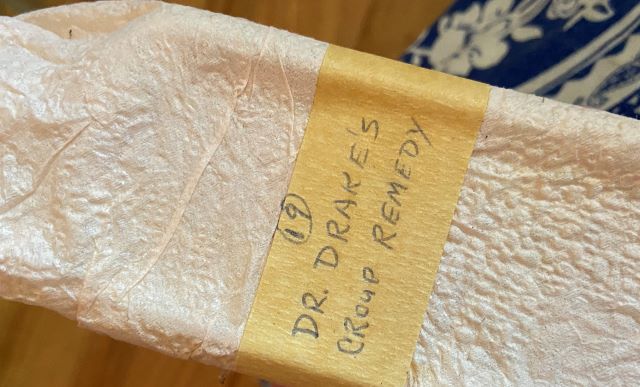 (19)
DR. DRAKE'S
CROUP REMEDY